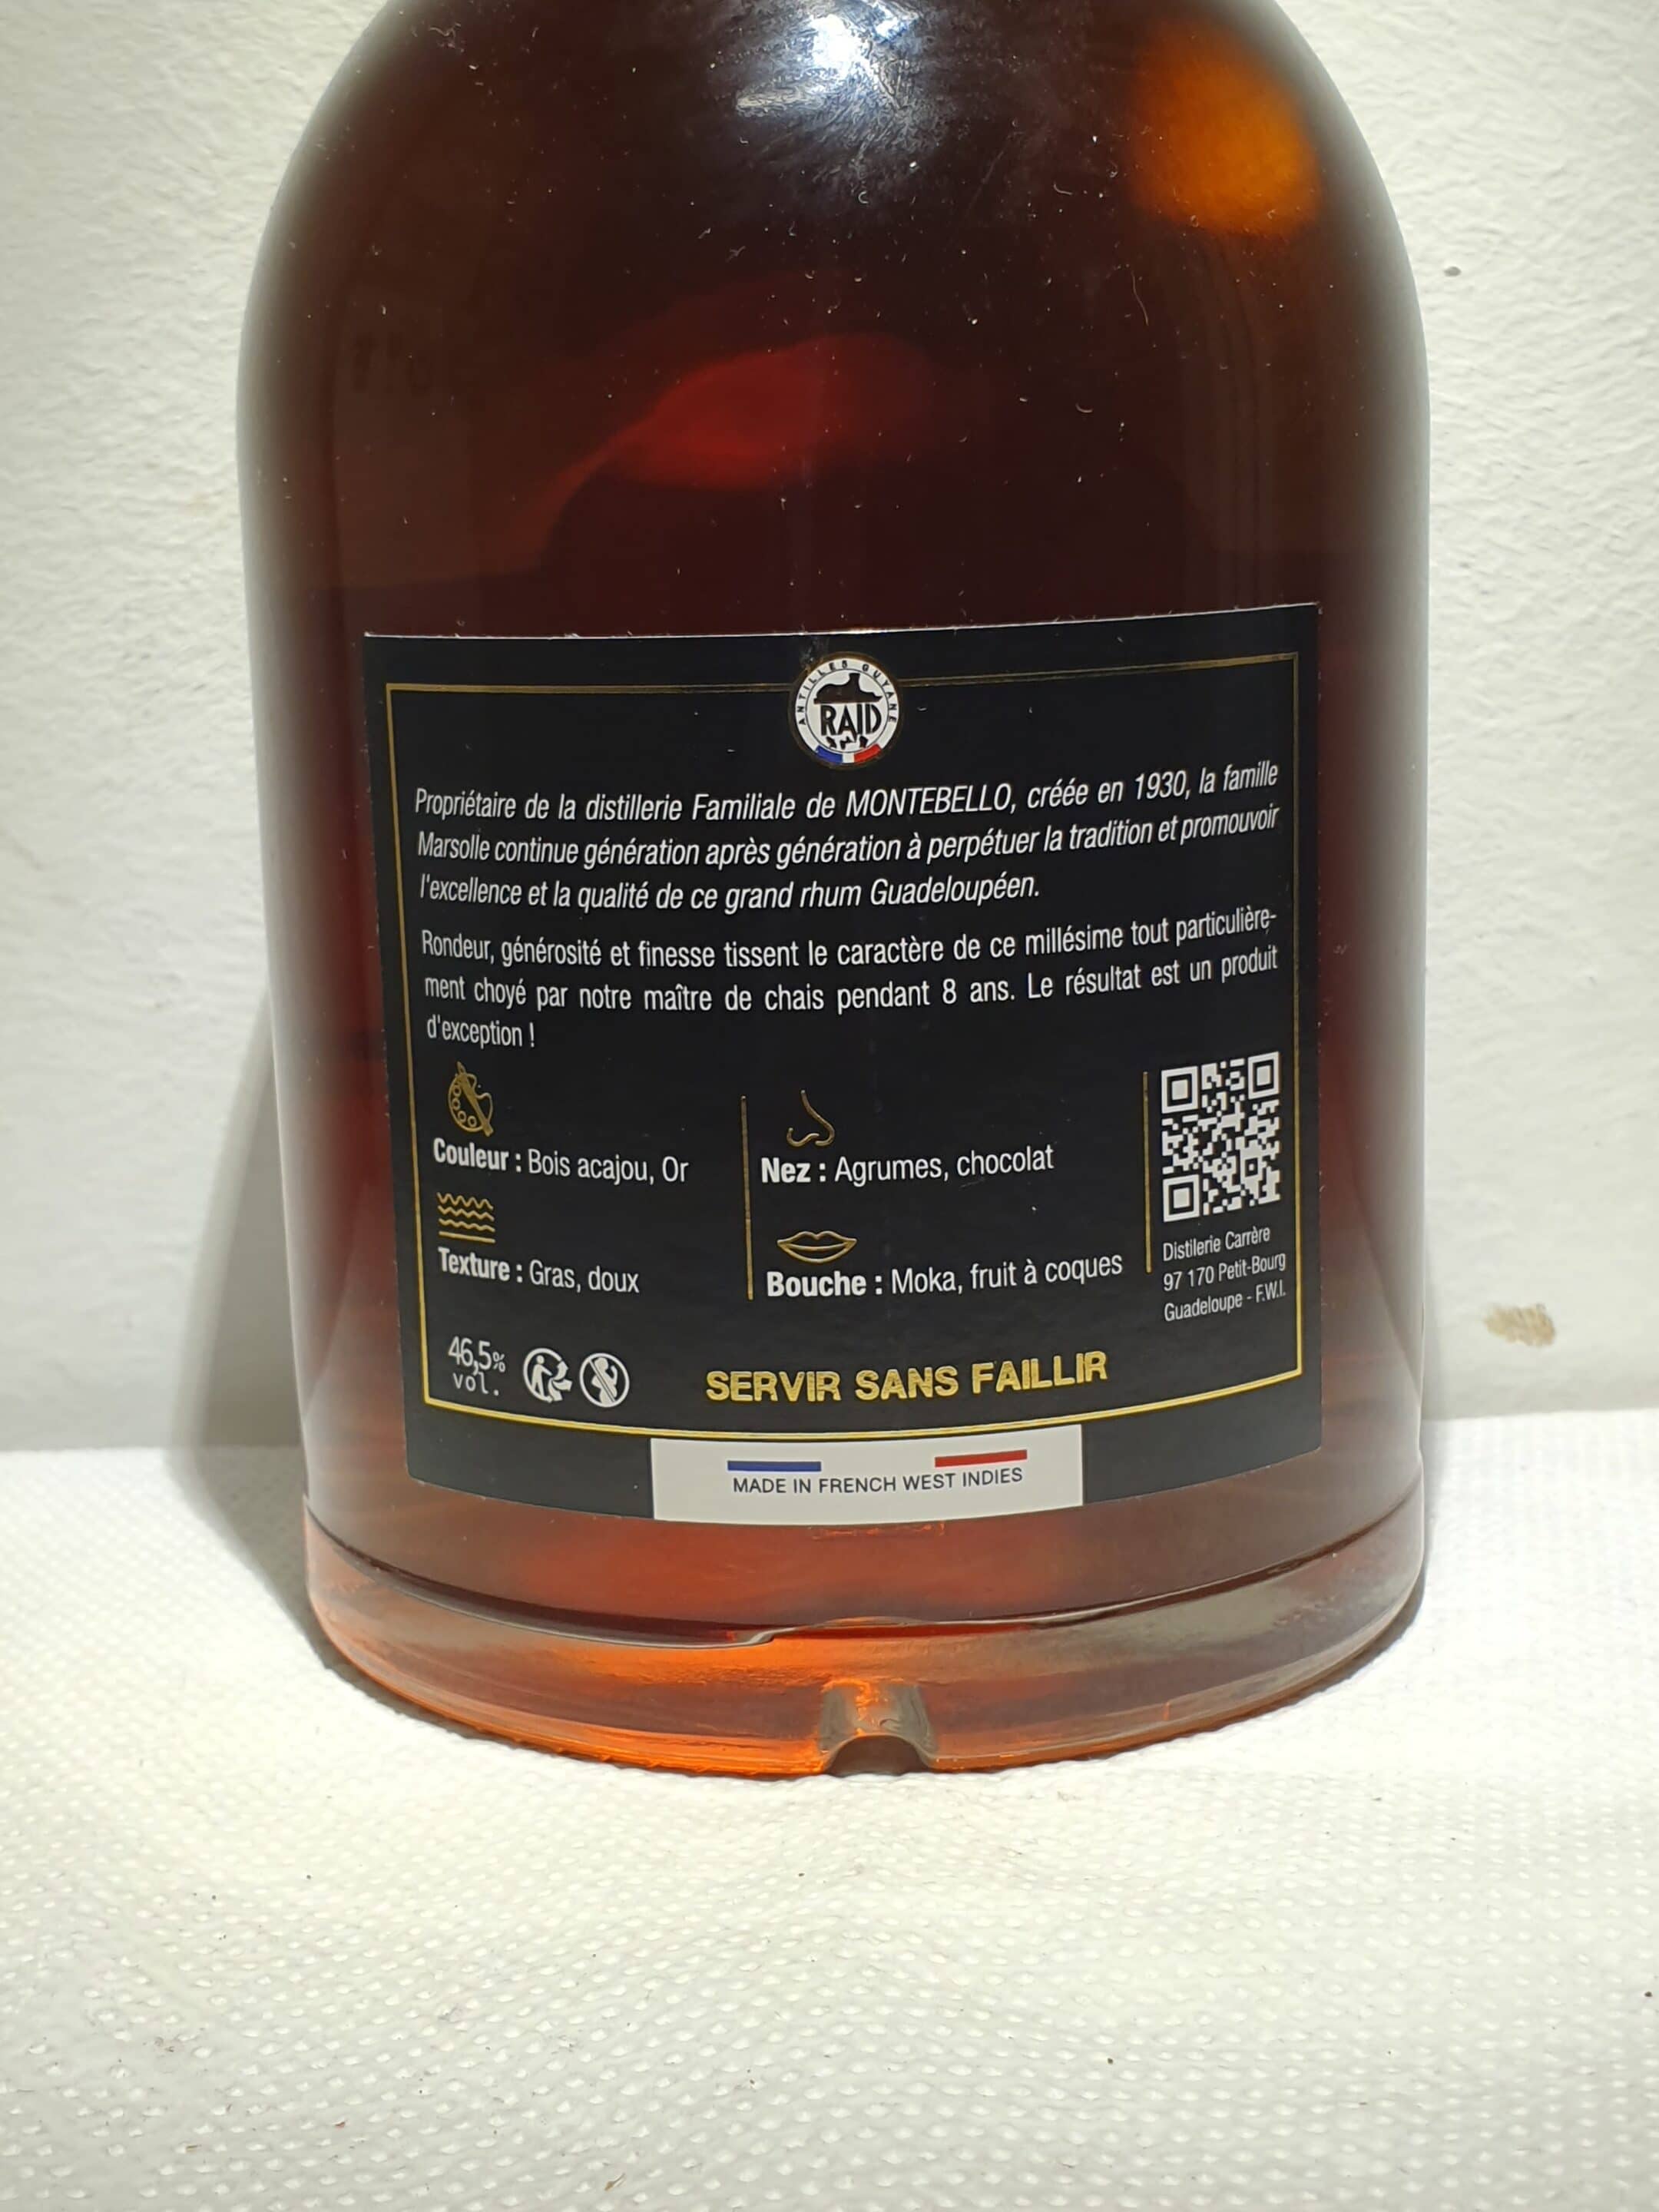 ANTILLES GUYANE
RAID
Propriétaire de la distillerie Familiale de MONTEBELLO, créée en 1930, la famille
Marsolle continue génération après génération à perpétuer la tradition et promouvoir
l'excellence et la qualité de ce grand rhum Guadeloupéen.
Rondeur, générosité et finesse tissent le caractère de ce millésime tout particulière-
ment choyé par notre maître de chais pendant 8 ans. Le résultat est un produit
d'exception !
Couleur : Bois acajou, Or
Nez : Agrumes, chocolat
Texture : Gras, doux
Bouche : Moka, fruit à coques
Distilerie Carrère
97 170 Petit-Bourg
Guadeloupe - F.W.I.
46,5%
vol.
SERVIR SANS FAILLIR
MADE IN FRENCH WEST INDIES